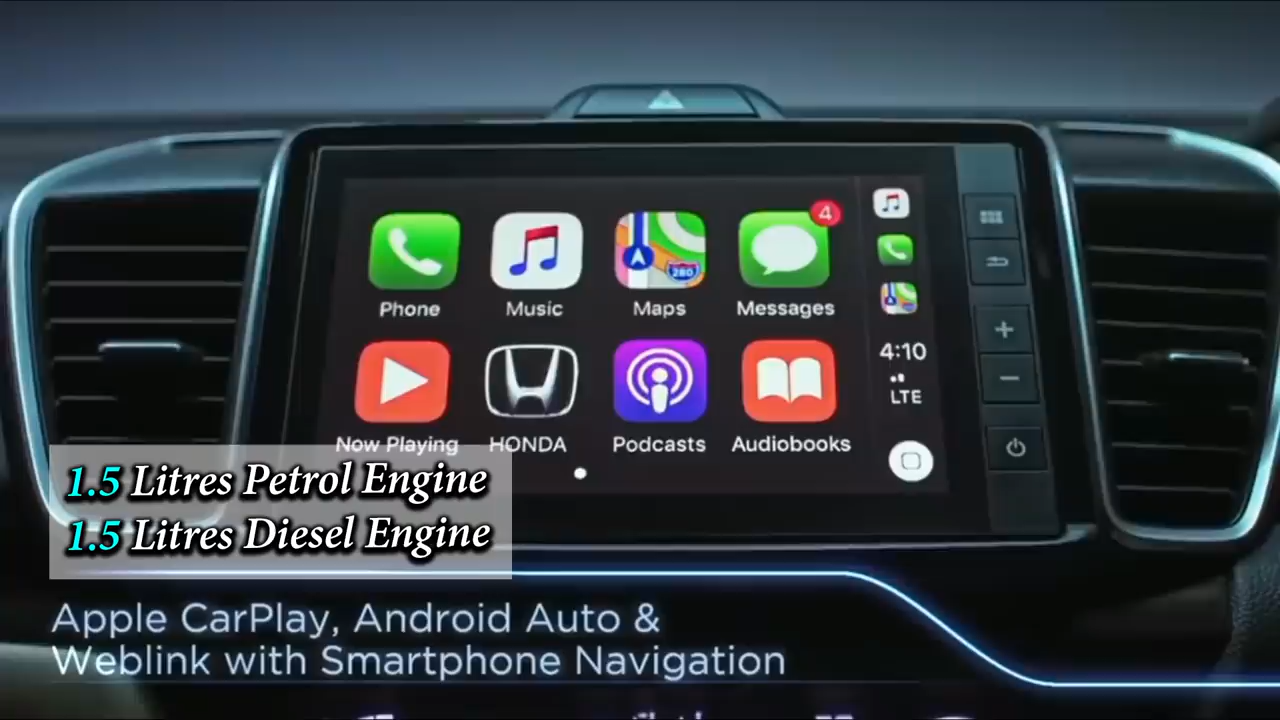 4
280
Phone Music Maps Messages
4:10
LTE
Now Playing HONDA Podcasts Audiobooks
1.5 Litres Petrol Engine
1.5 Litres Diesel Engine
Apple CarPlay, Android Auto &
Weblink with Smartphone Navigation